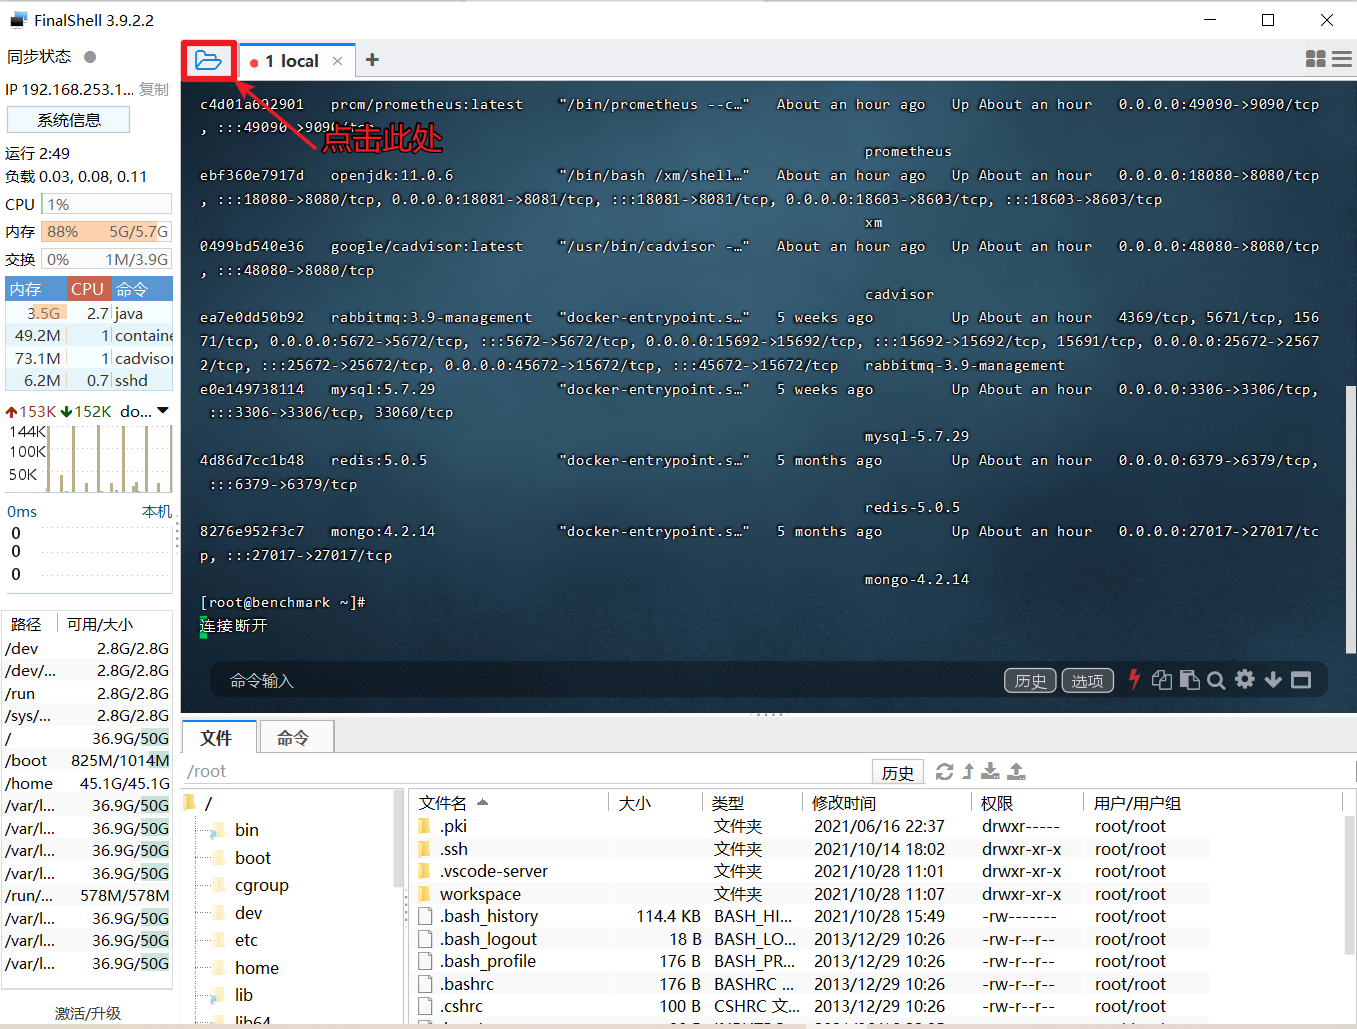 FinalShell 3.9.2.2
同步状态
1 local
IP 192.168.253.1... 复制
系统信息
运行 2:49
负载 0.03, 0.08, 0.11
CPU 1%
内存 88% 5G/5.7G
交换 0% 1M/3.9G
内存 CPU 命令
3.5G 2.7 java
49.2M 1 containe
73.1M 1 cadvisor
6.2M 0.7 sshd
153K 152K do...
144K
100K
50K
0ms 本机
0
0
0
路径 可用/大小
/dev 2.8G/2.8G
/dev/... 2.8G/2.8G
/run 2.8G/2.8G
/sys/... 2.8G/2.8G
/ 36.9G/50G
/boot 825M/1014M
/home 45.1G/45.1G
/var/l... 36.9G/50G
/var/l... 36.9G/50G
/var/l... 36.9G/50G
/var/l... 36.9G/50G
/run/... 578M/578M
/var/l... 36.9G/50G
/var/l... 36.9G/50G
/var/l... 36.9G/50G
激活/升级
c4d01a692901 prom/prometheus:latest "/bin/prometheus --c…" About an hour ago Up About an hour 0.0.0.0:49090->9090/tcp
, :::49090->9090/tcp
点击此处
prometheus
ebf360e7917d openjdk:11.0.6 "/bin/bash /xm/shell…" About an hour ago Up About an hour 0.0.0.0:18080->8080/tcp
, :::18080->8080/tcp, 0.0.0.0:18081->8081/tcp, :::18081->8081/tcp, 0.0.0.0:18603->8603/tcp, :::18603->8603/tcp
xm
0499bd540e36 google/cadvisor:latest "/usr/bin/cadvisor -…" About an hour ago Up About an hour 0.0.0.0:48080->8080/tcp
, :::48080->8080/tcp
cadvisor
ea7e0dd50b92 rabbitmq:3.9-management "docker-entrypoint.s…" 5 weeks ago Up About an hour 4369/tcp, 5671/tcp, 156
71/tcp, 0.0.0.0:5672->5672/tcp, :::5672->5672/tcp, 0.0.0.0:15692->15692/tcp, :::15692->15692/tcp, 15691/tcp, 0.0.0.0:25672->2567
2/tcp, :::25672->25672/tcp, 0.0.0.0:45672->15672/tcp, :::45672->15672/tcp rabbitmq-3.9-management
e0e149738114 mysql:5.7.29 "docker-entrypoint.s…" 5 weeks ago Up About an hour 0.0.0.0:3306->3306/tcp,
:::3306->3306/tcp, 33060/tcp
mysql-5.7.29
4d86d7cc1b48 redis:5.0.5 "docker-entrypoint.s…" 5 months ago Up About an hour 0.0.0.0:6379->6379/tcp,
:::6379->6379/tcp
redis-5.0.5
8276e952f3c7 mongo:4.2.14 "docker-entrypoint.s…" 5 months ago Up About an hour 0.0.0.0:27017->27017/tc
p, :::27017->27017/tcp
mongo-4.2.14
[root@benchmark ~]#
连接断开
命令输入 历史 选项
文件 命令
/root 历史
/
bin
boot
cgroup
dev
etc
home
lib
lib64
文件名 大小 类型 修改时间 权限 用户/用户组
.pki 文件夹 2021/06/16 22:37 drwxr----- root/root
.ssh 文件夹 2021/10/14 18:02 drwxr-xr-x root/root
.vscode-server 文件夹 2021/10/28 11:01 drwxr-xr-x root/root
workspace 文件夹 2021/10/28 11:07 drwxr-xr-x root/root
.bash_history 114.4 KB BASH_HI... 2021/10/28 15:49 -rw------- root/root
.bash_logout 18 B BASH_LO... 2013/12/29 10:26 -rw-r--r-- root/root
.bash_profile 176 B BASH_PR... 2013/12/29 10:26 -rw-r--r-- root/root
.bashrc 176 B BASHRC ... 2013/12/29 10:26 -rw-r--r-- root/root
.cshrc 100 B CSHRC 文... 2013/12/29 10:26 -rw-r--r-- root/root